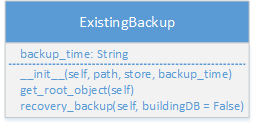 ExistingBackup
backup_time: String
__init__(self, path, store, backup_time)
get_root_object(self)
recovery_backup(self, buildingDB = False)